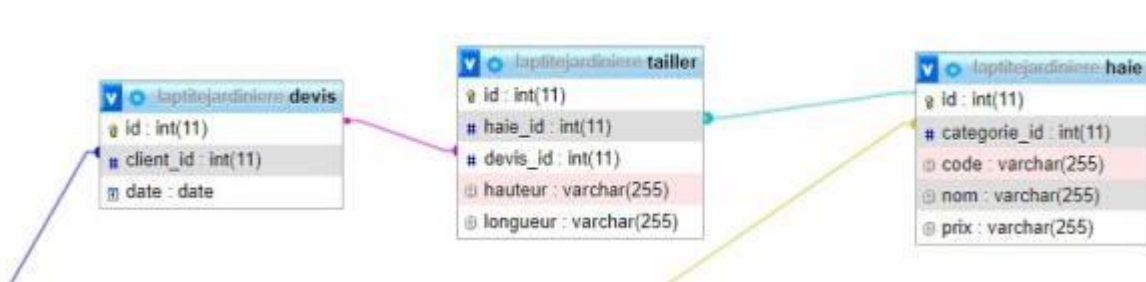 laptitejardiniere devis
id : int(11)
client_id : int(11)
date : date
laptitejardiniere tailler
id : int(11)
haie_id : int(11)
devis_id : int(11)
hauteur : varchar(255)
longueur : varchar(255)
laptitejardiniere haie
id : int(11)
categorie_id : int(11)
code : varchar(255)
nom : varchar(255)
prix : varchar(255)